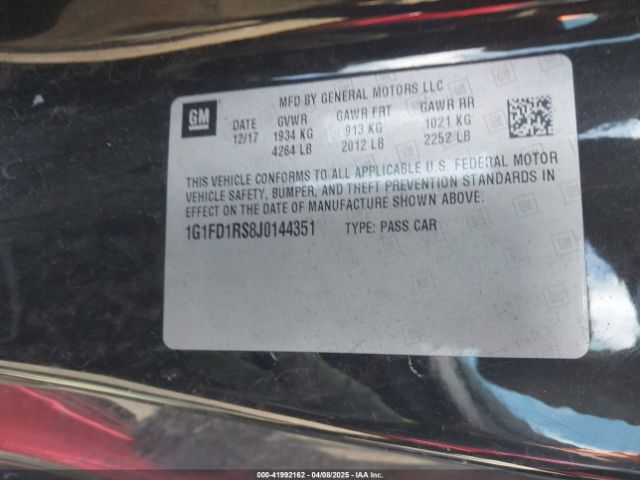 MFD BY GENERAL MOTORS LLC
GM
DATE GVWR GAWR FRT GAWR RR
12/17 1934 KG 913 KG 1021 KG
4264 LB 2012 LB 2252 LB
THIS VEHICLE CONFORMS TO ALL APPLICABLE U.S. FEDERAL MOTOR
VEHICLE SAFETY, BUMPER, AND THEFT PREVENTION STANDARDS IN
EFFECT ON THE DATE OF MANUFACTURE SHOWN ABOVE.
1G1FD1RS8J0144351 TYPE: PASS CAR
000-41992162 - 04/08/2025 - IAA Inc.